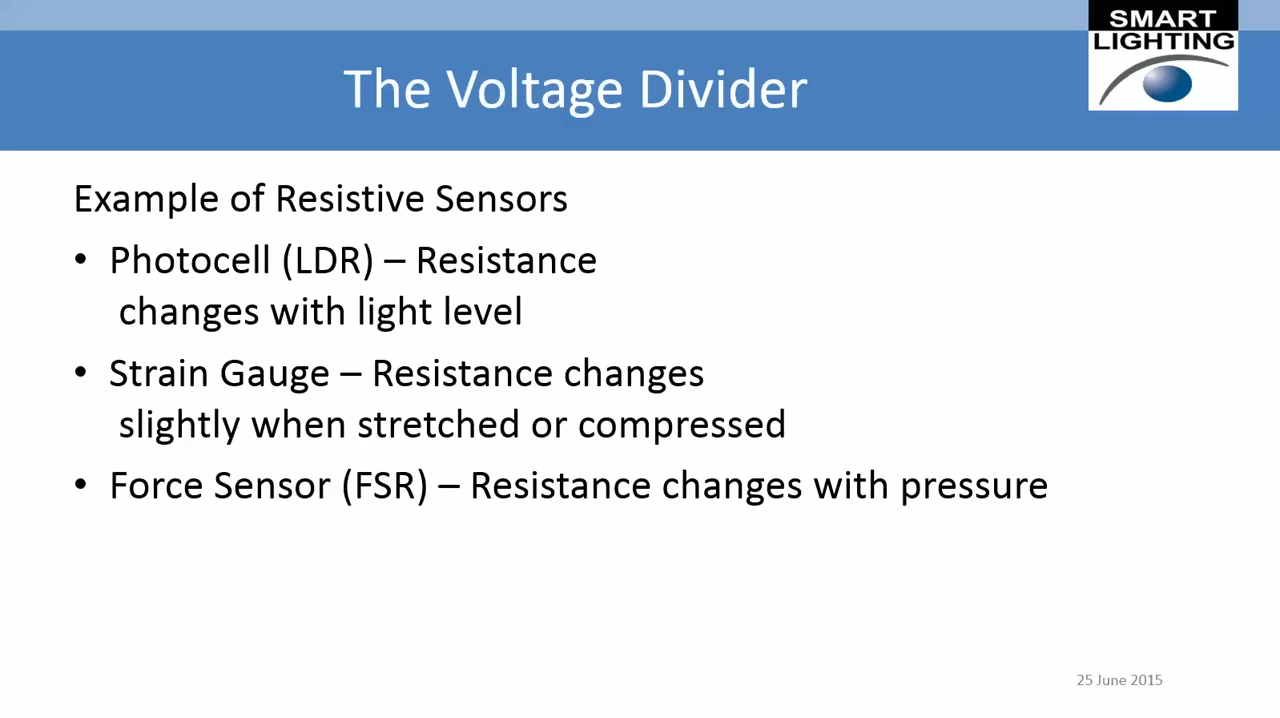 SMART
LIGHTING
The Voltage Divider
Example of Resistive Sensors
• Photocell (LDR) – Resistance
changes with light level
• Strain Gauge – Resistance changes
slightly when stretched or compressed
• Force Sensor (FSR) – Resistance changes with pressure
25 June 2015